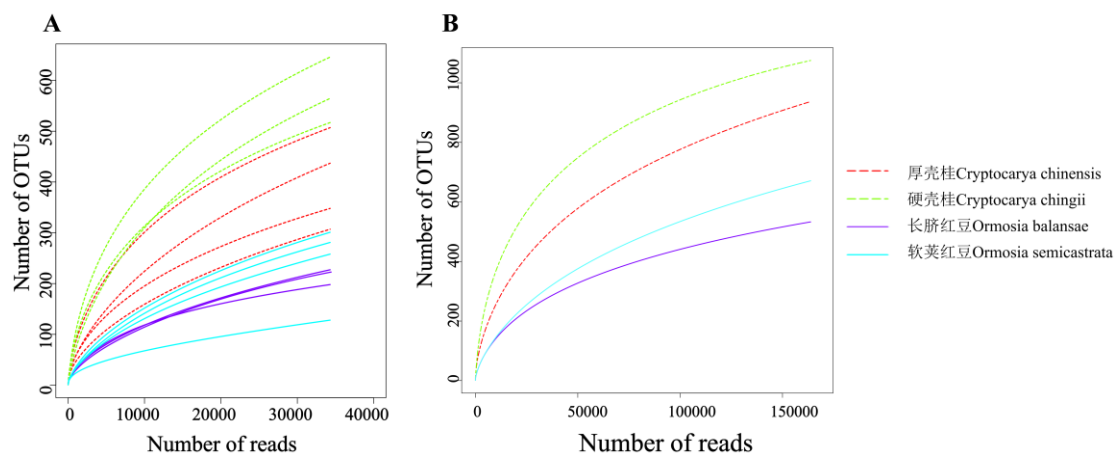 A
Number of OTUs
600
500
400
300
200
100
0
0
10000
20000
30000
40000
Number of reads
B
Number of OTUs
1000
800
600
400
200
0
0
50000
100000
150000
Number of reads
厚壳桂Cryptocarya chinensis
硬壳桂Cryptocarya chingii
长脐红豆Ormosia balansae
软荚红豆Ormosia semicastrata